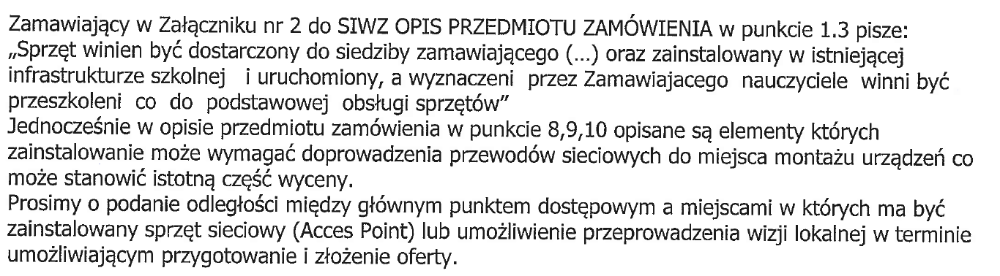 Zamawiający w Załączniku nr 2 do SIWZ OPIS PRZEDMIOTU ZAMÓWIENIA w punkcie 1.3 pisze:
„Sprzęt winien być dostarczony do siedziby zamawiającego (...) oraz zainstalowany w istniejącej
infrastrukturze szkolnej i uruchomiony, a wyznaczeni przez Zamawiajacego nauczyciele winni być
przeszkoleni co do podstawowej obsługi sprzętów"
Jednocześnie w opisie przedmiotu zamówienia w punkcie 8,9,10 opisane są elementy których
zainstalowanie może wymagać doprowadzenia przewodów sieciowych do miejsca montażu urządzeń co
może stanowić istotną część wyceny.
Prosimy o podanie odległości między głównym punktem dostępowym a miejscami w których ma być
zainstalowany sprzęt sieciowy (Acces Point) lub umożliwienie przeprowadzenia wizji lokalnej w terminie
umożliwiającym przygotowanie i złożenie oferty.